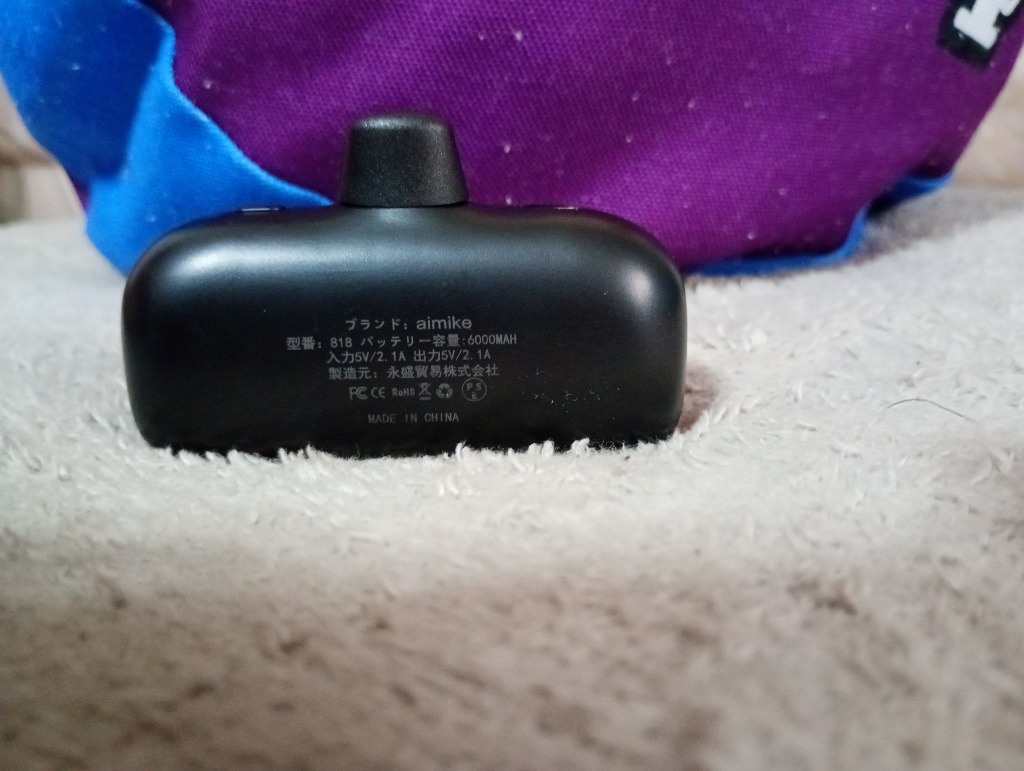 ブランド: aimike
型番: 818 バッテリー容量:6000MAH
入力5V/2.1A 出力5V/2.1A
製造元: 永盛貿易株式会社
FC CE RoHS PSE
MADE IN CHINA